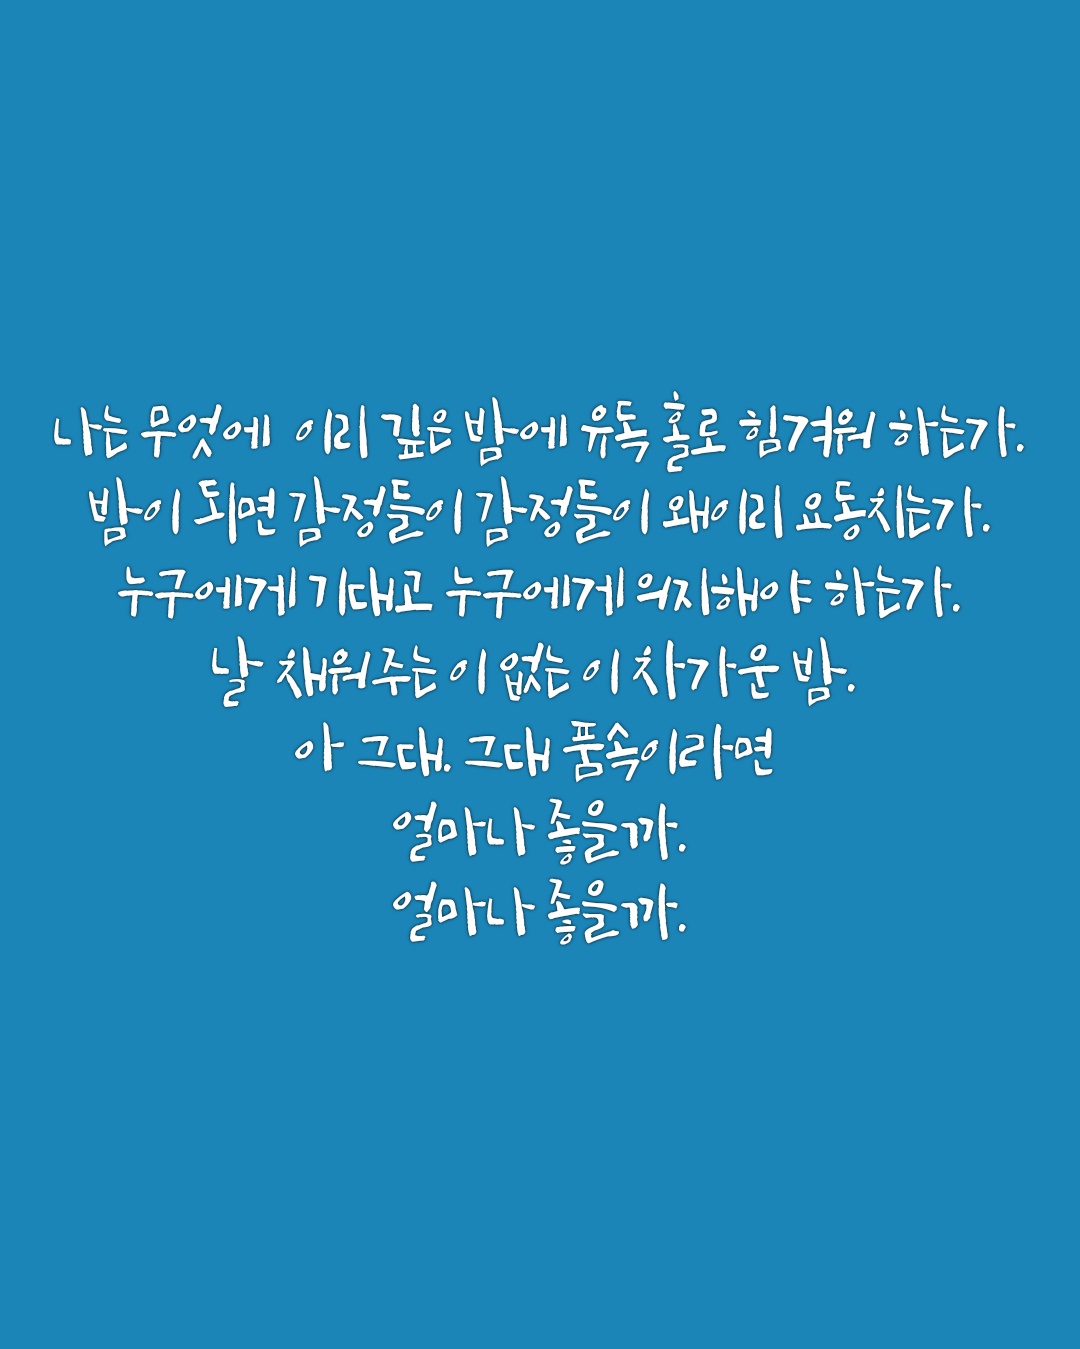 나는 무엇에 이리 깊은 밤에 유독 홀로 힘겨워 하는가.
밤이 되면 감정들이 감정들이 왜이리 요동치는가.
누구에게 기대고 누구에게 의지해야 하는가.
날 채워주는 이 없는 이 차가운 밤.
아 그대. 그대 품속이라면
얼마나 좋을까.
얼마나 좋을까.